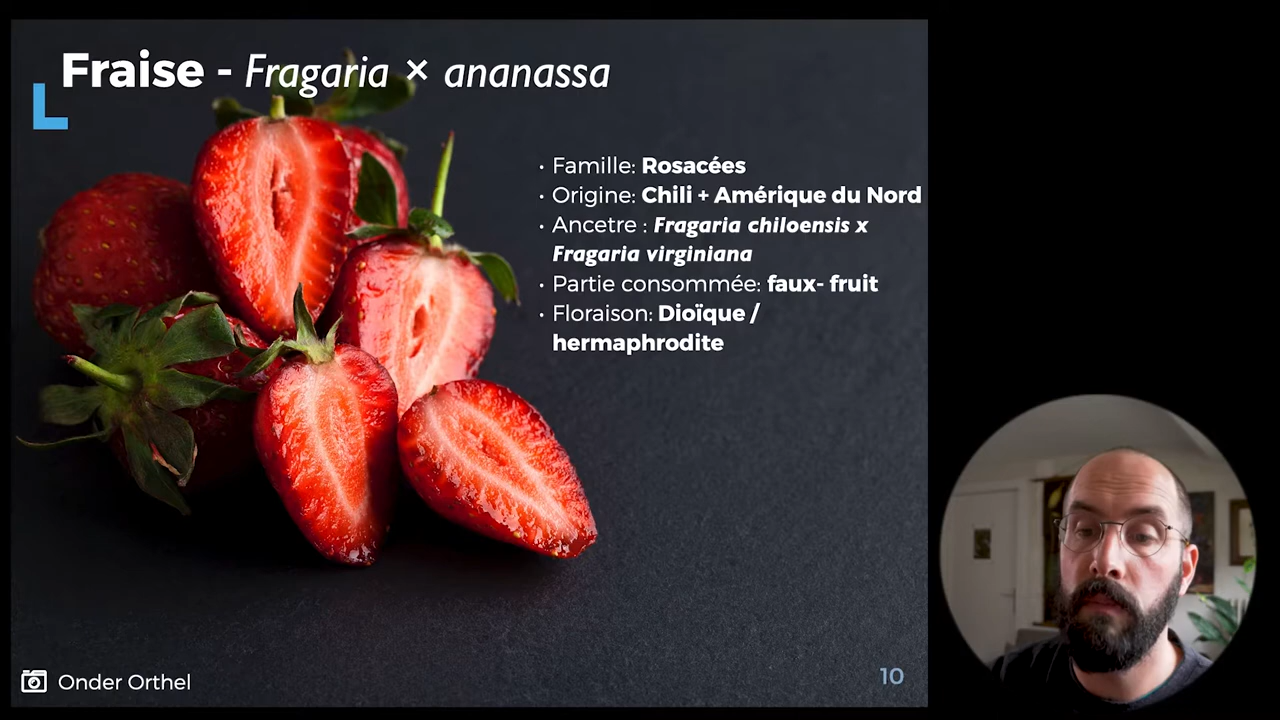 Fraise - Fragaria × ananassa
• Famille: Rosacées
• Origine: Chili + Amérique du Nord
• Ancetre : Fragaria chiloensis x
Fragaria virginiana
• Partie consommée: faux- fruit
• Floraison: Dioïque /
hermaphrodite
Onder Orthel
10